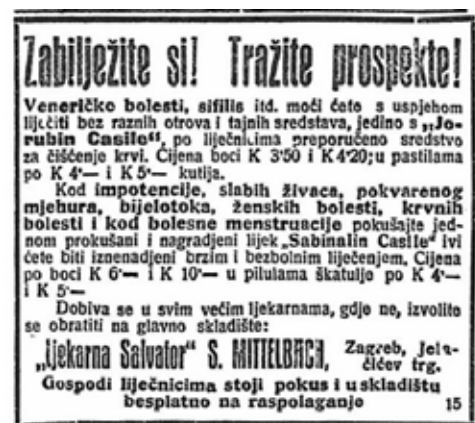 Zabilježite si! Tražite prospekte!
Veneričko bolesti, sifilis itd. moći ćete s uspjehom
liječiti bez raznih otrova i tajnih sredstava, jedino s „Jo-
rubin Casile“, po liječnicima preporučeno sredstvo
za čišćenje krvi. Cijena boci K 3·50 i K 4·20; u pastilama
po K 4·— i K 5·— kutija.
Kod impotencije, slabih živaca, pokvarenog
mjehura, bijelotoka, ženskih bolesti, krvnih
bolesti i kod bolesne menstruacije pokušajte jed-
nom prokušani i nagradjeni lijek „Sabinalin Casile“ ivi
ćete biti iznenadjeni brzim i bezbolnim liječenjem. Cijena
po boci K 6·— i K 10·— u pilulama škatulje po K 4·—
i K 5·—
Dobiva se u svim većim ljekarnama, gdje ne, izvolite
se obratiti na glavno skladište:
„Ljekarna Salvator“ S. MITTELBACH, Zagreb, Jela-
čićev trg.
Gospodi liječnicima stoji pokus i u skladištu
besplatno na raspolaganje 15